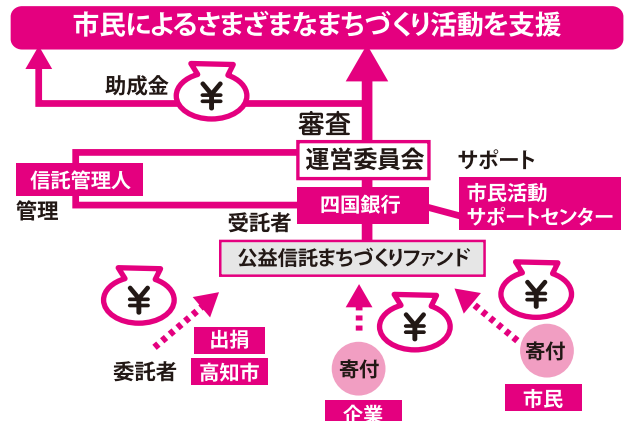 市民によるさまざまなまちづくり活動を支援
助成金
¥
審査
運営委員会
サポート
信託管理人
管理
四国銀行
市民活動
サポートセンター
受託者
公益信託まちづくりファンド
¥
¥
¥
出捐
委託者
高知市
寄付
企業
寄付
市民